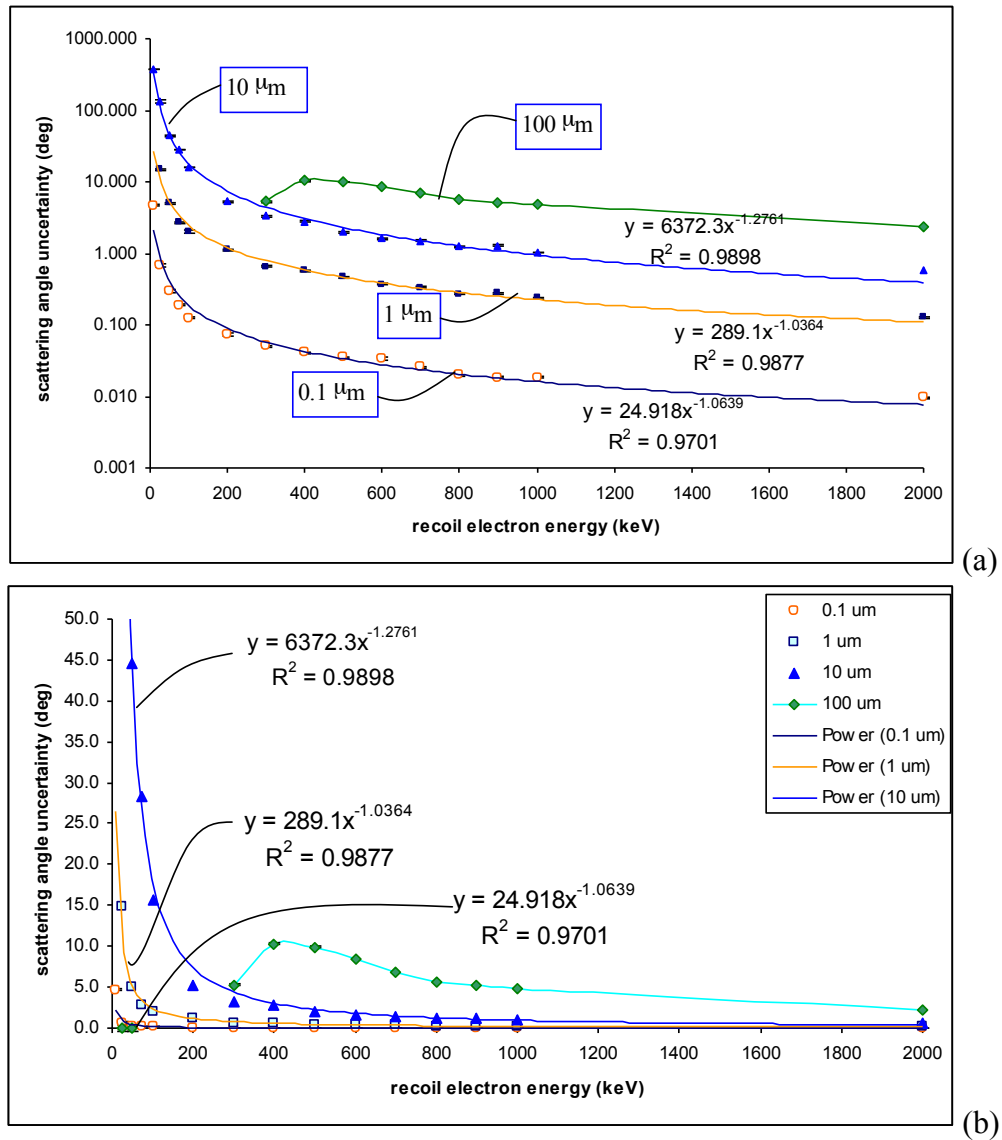 1000.000
100.000
10.000
1.000
0.100
0.010
0.001
scattering angle uncertainty (deg)
10 μm
100 μm
1 μm
0.1 μm
y = 6372.3x^-1.2761
R² = 0.9898
y = 289.1x^-1.0364
R² = 0.9877
y = 24.918x^-1.0639
R² = 0.9701
0 200 400 600 800 1000 1200 1400 1600 1800 2000
recoil electron energy (keV)
(a)
50.0
45.0
40.0
35.0
30.0
25.0
20.0
15.0
10.0
5.0
0.0
scattering angle uncertainty (deg)
y = 6372.3x^-1.2761
R² = 0.9898
y = 289.1x^-1.0364
R² = 0.9877
y = 24.918x^-1.0639
R² = 0.9701
0.1 um
1 um
10 um
100 um
Power (0.1 um)
Power (1 um)
Power (10 um)
0 200 400 600 800 1000 1200 1400 1600 1800 2000
recoil electron energy (keV)
(b)